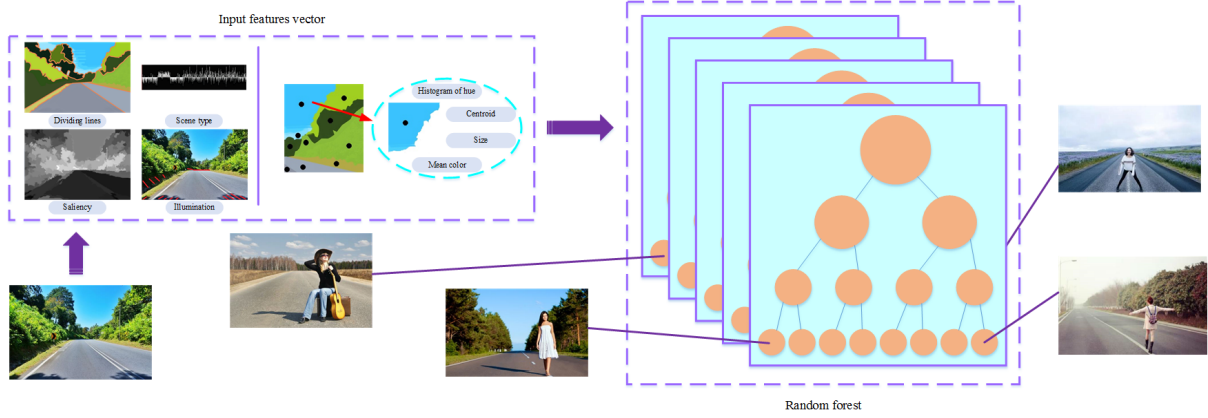 Input features vector
Dividing lines
Scene type
Saliency
Illumination
Histogram of hue
Centroid
Size
Mean color
Random forest